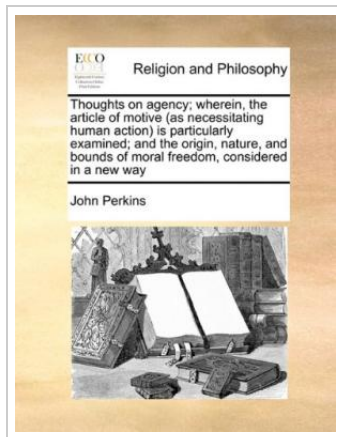 ECCO
Religion and Philosophy
Thoughts on agency; wherein, the
article of motive (as necessitating
human action) is particularly
examined; and the origin, nature, and
bounds of moral freedom, considered
in a new way
John Perkins